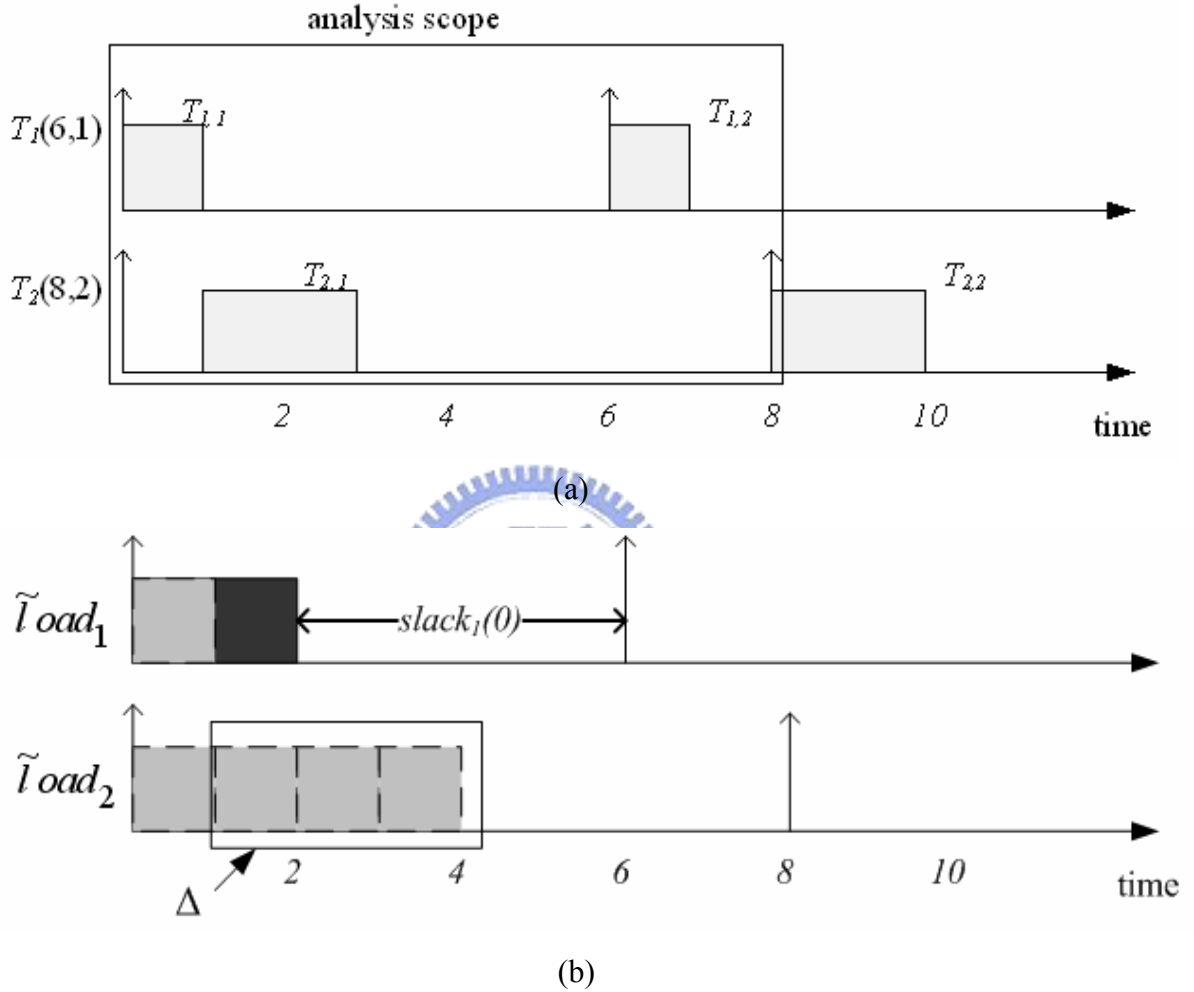 analysis scope
T1(6,1)
T1,1
T1,2
T2(8,2)
T2,1
T2,2
2 4 6 8 10
time
(a)
l̃oad1
slack1(0)
l̃oad2
Δ
2 4 6 8 10
time
(b)